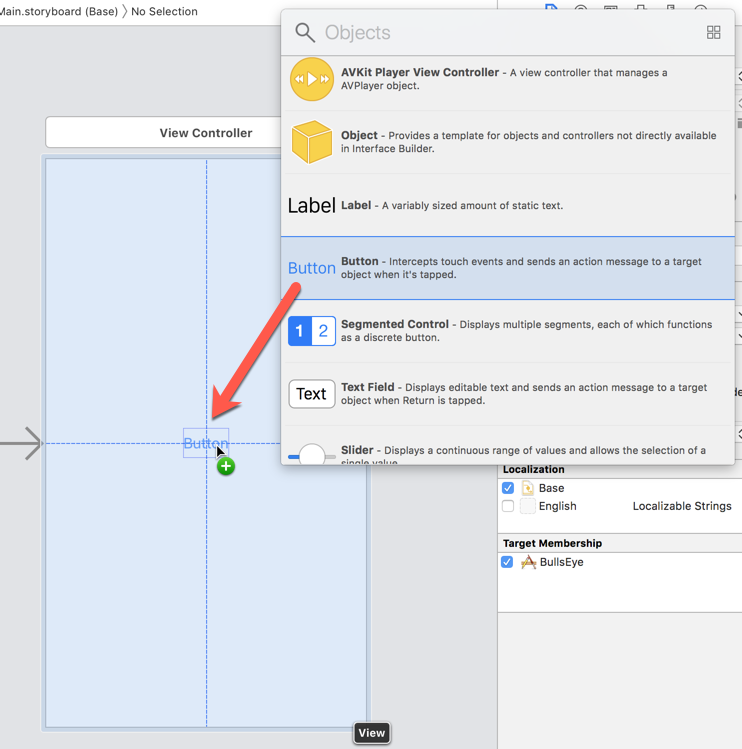 Main.storyboard (Base) 〉 No Selection
Objects
AVKit Player View Controller - A view controller that manages a
AVPlayer object.
View Controller
Object - Provides a template for objects and controllers not directly available
in Interface Builder.
Label
Label - A variably sized amount of static text.
Button
Button - Intercepts touch events and sends an action message to a target
object when it's tapped.
1 2
Segmented Control - Displays multiple segments, each of which functions
as a discrete button.
Text
Text Field - Displays editable text and sends an action message to a target
object when Return is tapped.
Button
Slider - Displays a continuous range of values and allows the selection of a
single value.
Localization
Base
English Localizable Strings
Target Membership
BullsEye
View